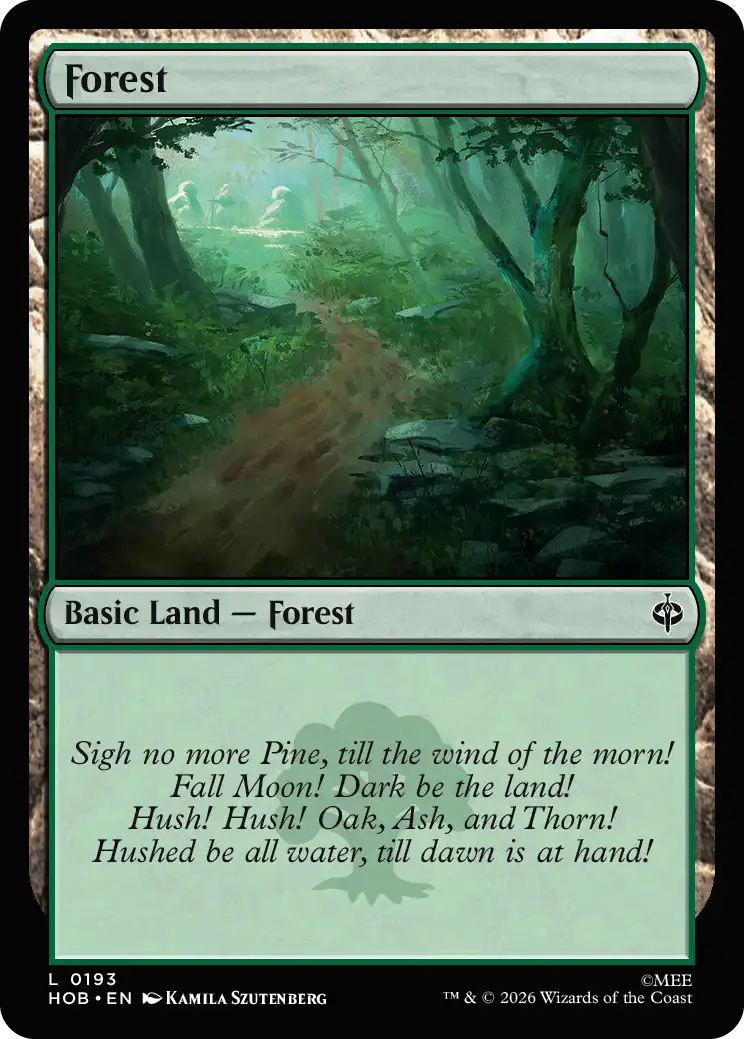 Forest
Basic Land — Forest
Sigh no more Pine, till the wind of the morn!
Fall Moon! Dark be the land!
Hush! Hush! Oak, Ash, and Thorn!
Hushed be all water, till dawn is at hand!
L 0193
HOB • EN KAMILA SZUTENBERG
©MEE
™ & © 2026 Wizards of the Coast